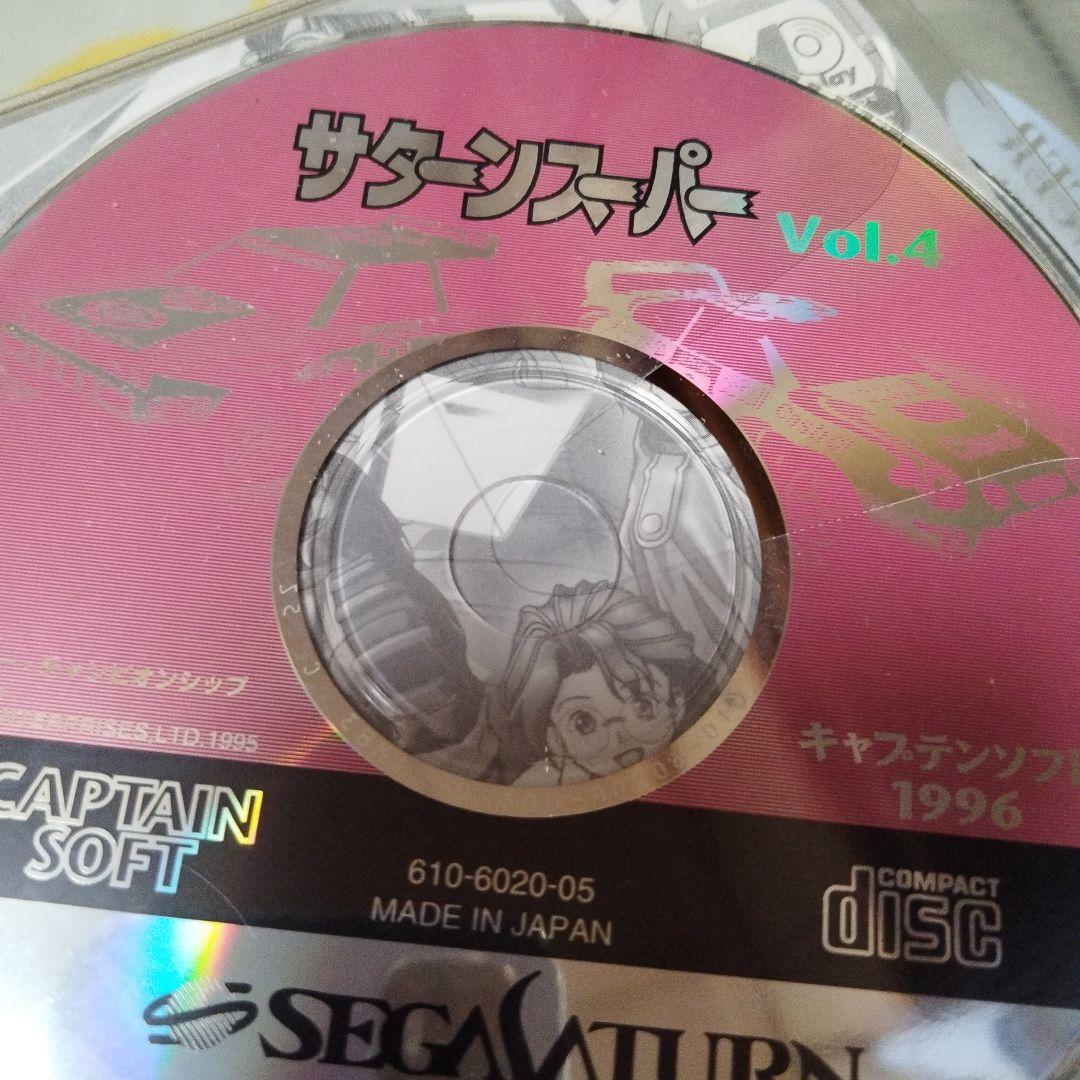 サターンスーパー Vol.4
チャンピオンシップ
LTD.1995
キャプテンソフト
1996
CAPTAIN
SOFT
610-6020-05
MADE IN JAPAN
COMPACT
disc
SEGA SATURN